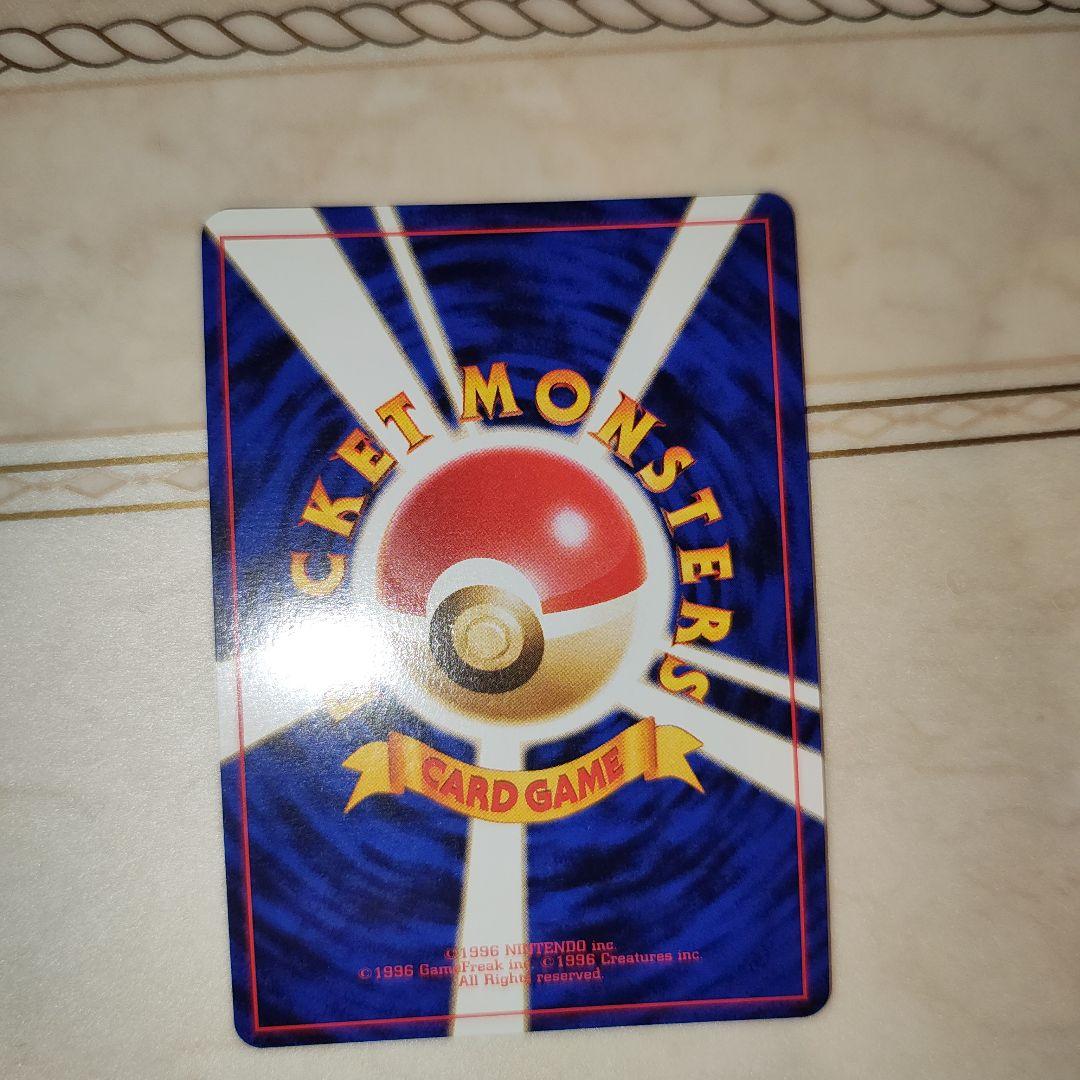 CKET MONSTERS
CARD GAME
©1996 NINTENDO inc.
©1996 GameFreak inc. ©1996 Creatures inc.
All Rights reserved.